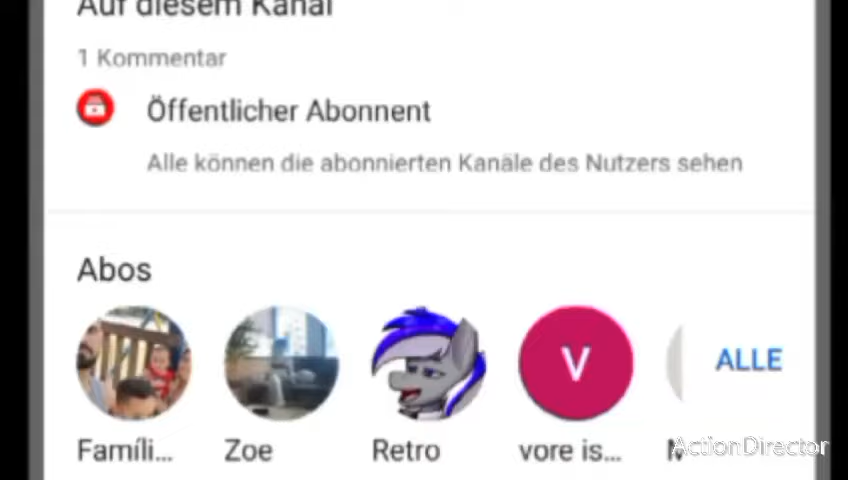 Auf diesem Kanal
1 Kommentar
Öffentlicher Abonnent
Alle können die abonnierten Kanäle des Nutzers sehen
Abos
V
ALLE
Famíli...
Zoe
Retro
vore is...
ActionDirector